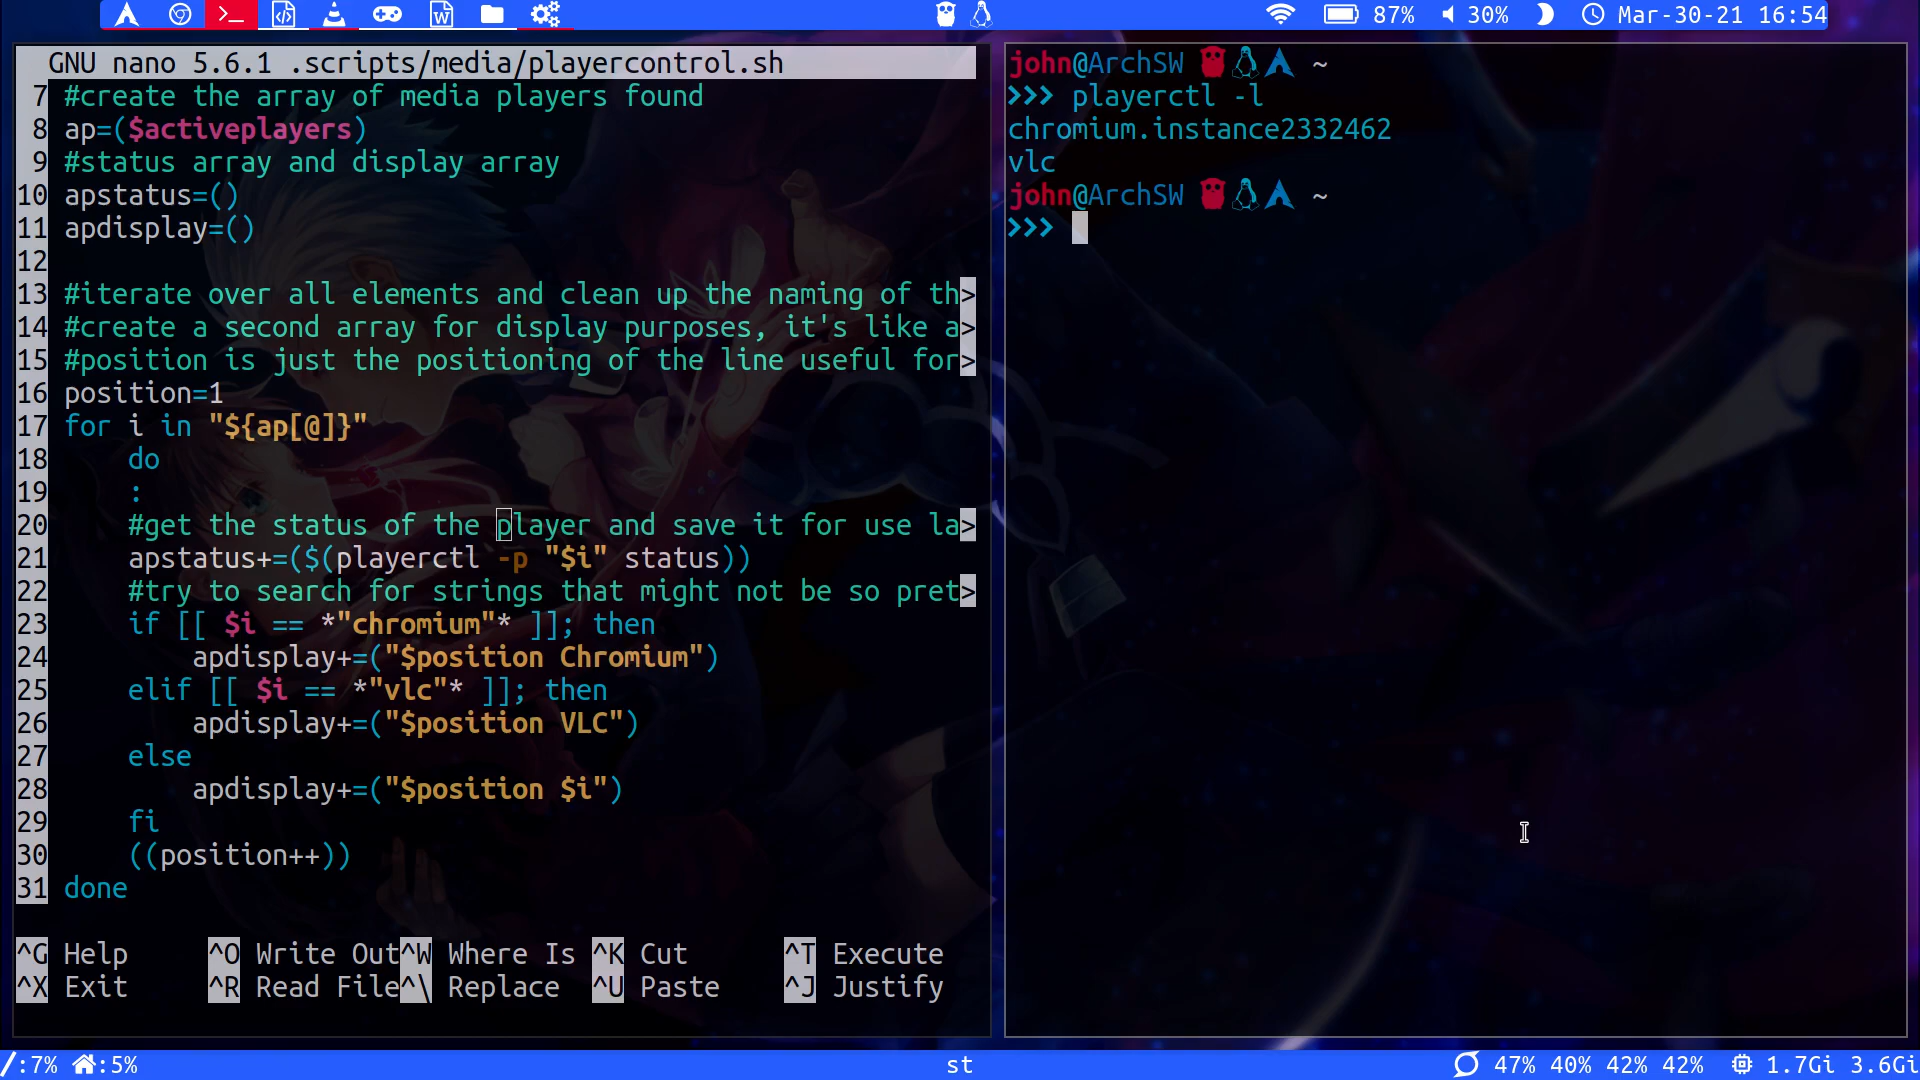 87% 30% Mar-30-21 16:54
GNU nano 5.6.1 .scripts/media/playercontrol.sh
7 #create the array of media players found
8 ap=($activeplayers)
9 #status array and display array
10 apstatus=()
11 apdisplay=()
12
13 #iterate over all elements and clean up the naming of th>
14 #create a second array for display purposes, it's like a>
15 #position is just the positioning of the line useful for>
16 position=1
17 for i in "${ap[@]}"
18     do
19     :
20     #get the status of the player and save it for use la>
21     apstatus+=($(playerctl -p "$i" status))
22     #try to search for strings that might not be so pret>
23     if [[ $i == *"chromium"* ]]; then
24         apdisplay+=("$position Chromium")
25     elif [[ $i == *"vlc"* ]]; then
26         apdisplay+=("$position VLC")
27     else
28         apdisplay+=("$position $i")
29     fi
30     ((position++))
31 done
^G Help ^O Write Out ^W Where Is ^K Cut ^T Execute
^X Exit ^R Read File ^\ Replace ^U Paste ^J Justify
john@ArchSW ~
>>> playerctl -l
chromium.instance2332462
vlc
john@ArchSW ~
>>>
/:7% :5% st 47% 40% 42% 42% 1.7Gi 3.6Gi